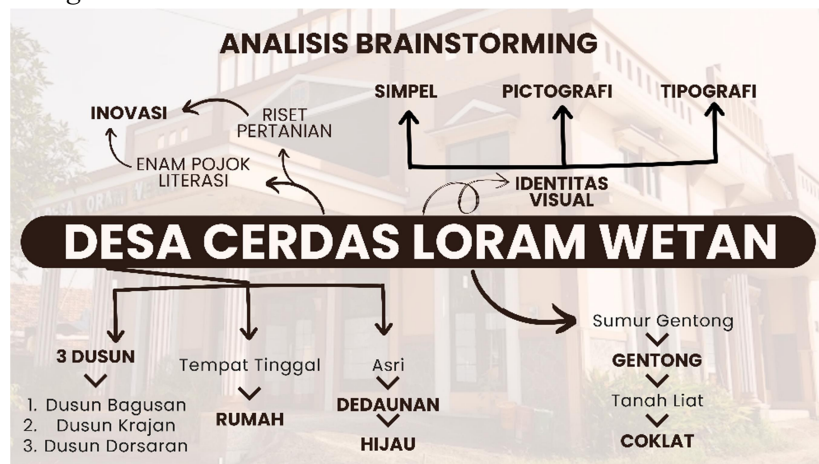 ANALISIS BRAINSTORMING
SIMPEL
PICTOGRAFI
TIPOGRAFI
INOVASI
RISET
PERTANIAN
ENAM POJOK
LITERASI
IDENTITAS
VISUAL
DESA CERDAS LORAM WETAN
3 DUSUN
1. Dusun Bagusan
2. Dusun Krajan
3. Dusun Dorsaran
Tempat Tinggal
RUMAH
Asri
DEDAUNAN
HIJAU
Sumur Gentong
GENTONG
Tanah Liat
COKLAT